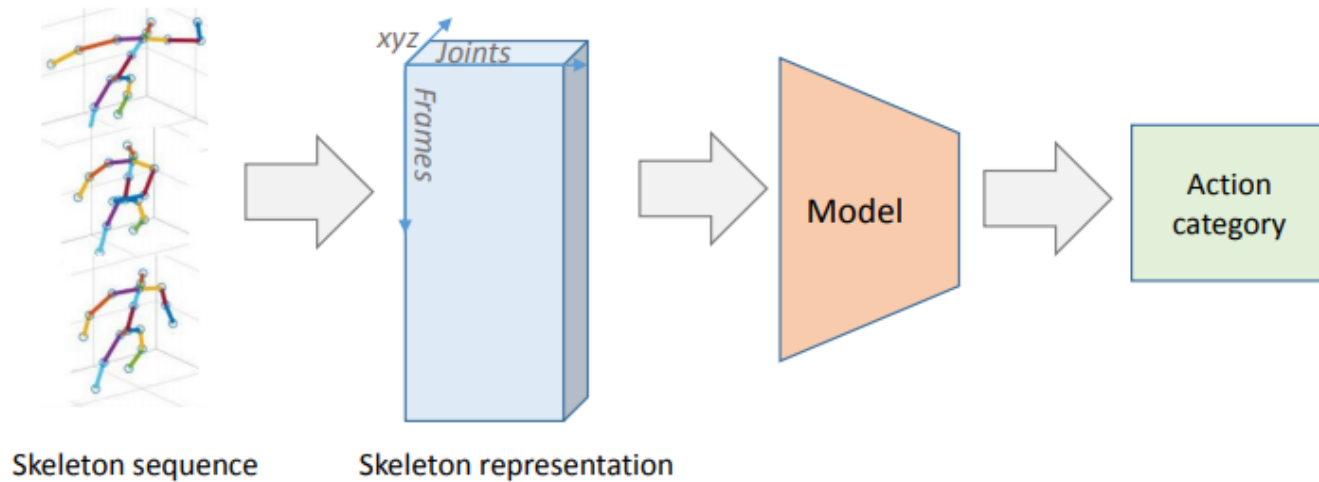 xyz
Joints
Frames
Model
Action
category
Skeleton sequence
Skeleton representation